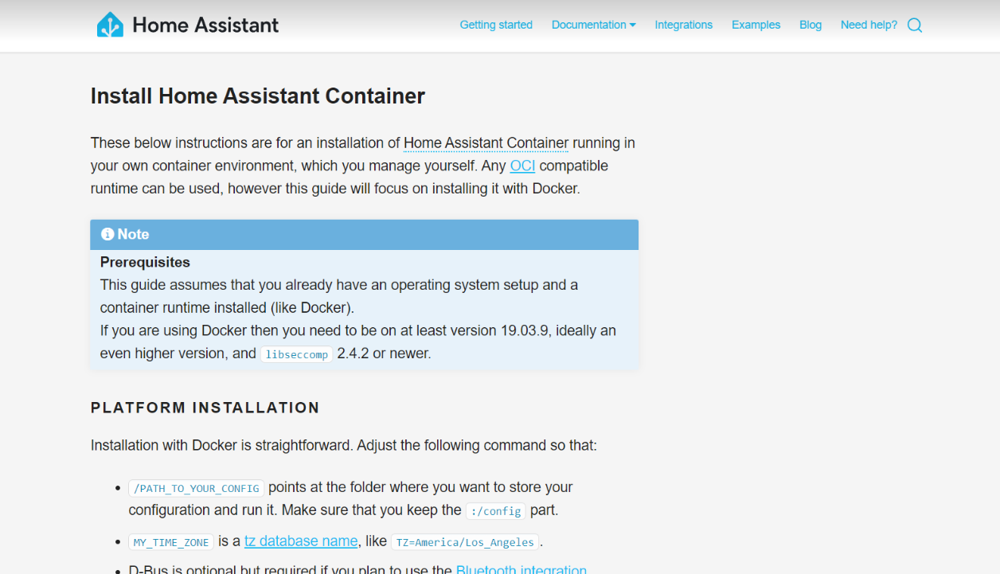 Home Assistant
Getting started Documentation Integrations Examples Blog Need help?
Install Home Assistant Container
These below instructions are for an installation of Home Assistant Container running in
your own container environment, which you manage yourself. Any OCI compatible
runtime can be used, however this guide will focus on installing it with Docker.
Note
Prerequisites
This guide assumes that you already have an operating system setup and a
container runtime installed (like Docker).
If you are using Docker then you need to be on at least version 19.03.9, ideally an
even higher version, and libseccomp 2.4.2 or newer.
PLATFORM INSTALLATION
Installation with Docker is straightforward. Adjust the following command so that:
• /PATH_TO_YOUR_CONFIG points at the folder where you want to store your
configuration and run it. Make sure that you keep the :/config part.
• MY_TIME_ZONE is a tz database name, like TZ=America/Los_Angeles.
• D-Bus is optional but required if you plan to use the Bluetooth integration